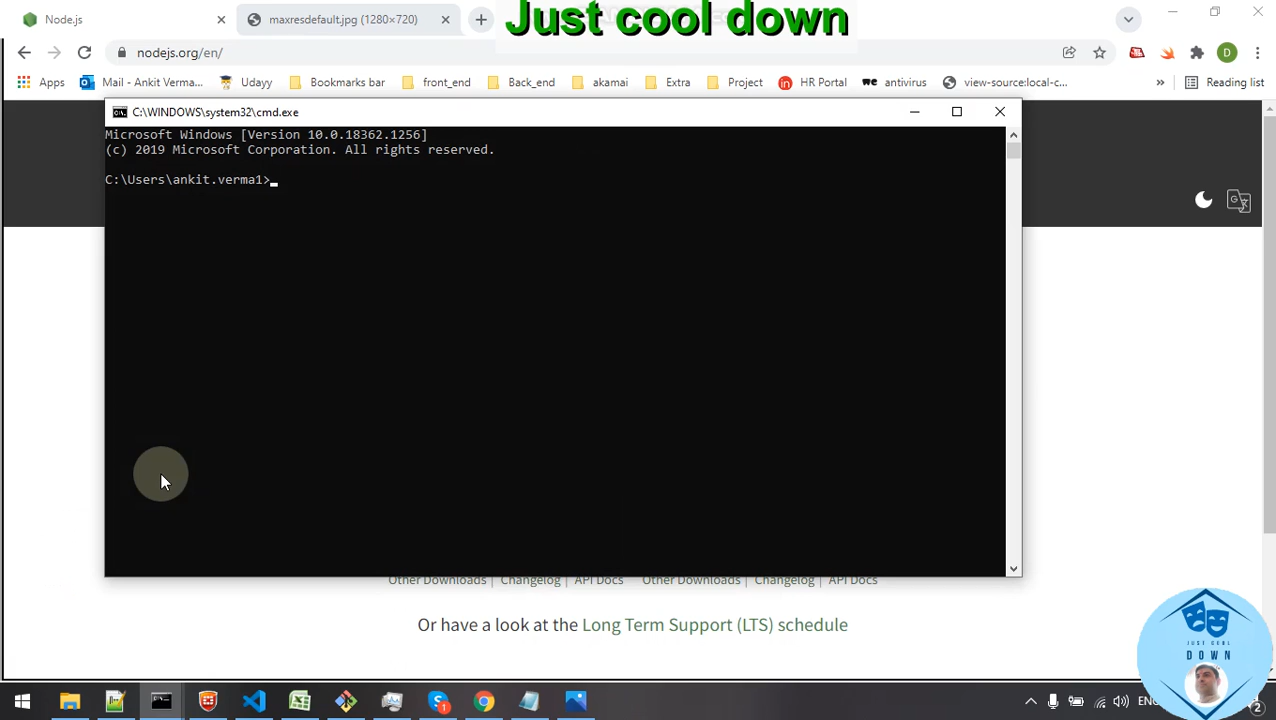 Just cool down
Node.js
maxresdefault.jpg (1280×720)
nodejs.org/en/
D
Apps
Mail - Ankit Verma...
Udayy
Bookmarks bar
front_end
Back_end
akamai
Extra
Project
HR Portal
antivirus
view-source:local-c...
»
Reading list
C:\WINDOWS\system32\cmd.exe
Microsoft Windows [Version 10.0.18362.1256]
(c) 2019 Microsoft Corporation. All rights reserved.
C:\Users\ankit.verma1>
Other Downloads | Changelog | API Docs
Other Downloads | Changelog | API Docs
Or have a look at the Long Term Support (LTS) schedule
JUST COOL
DOWN
1
2